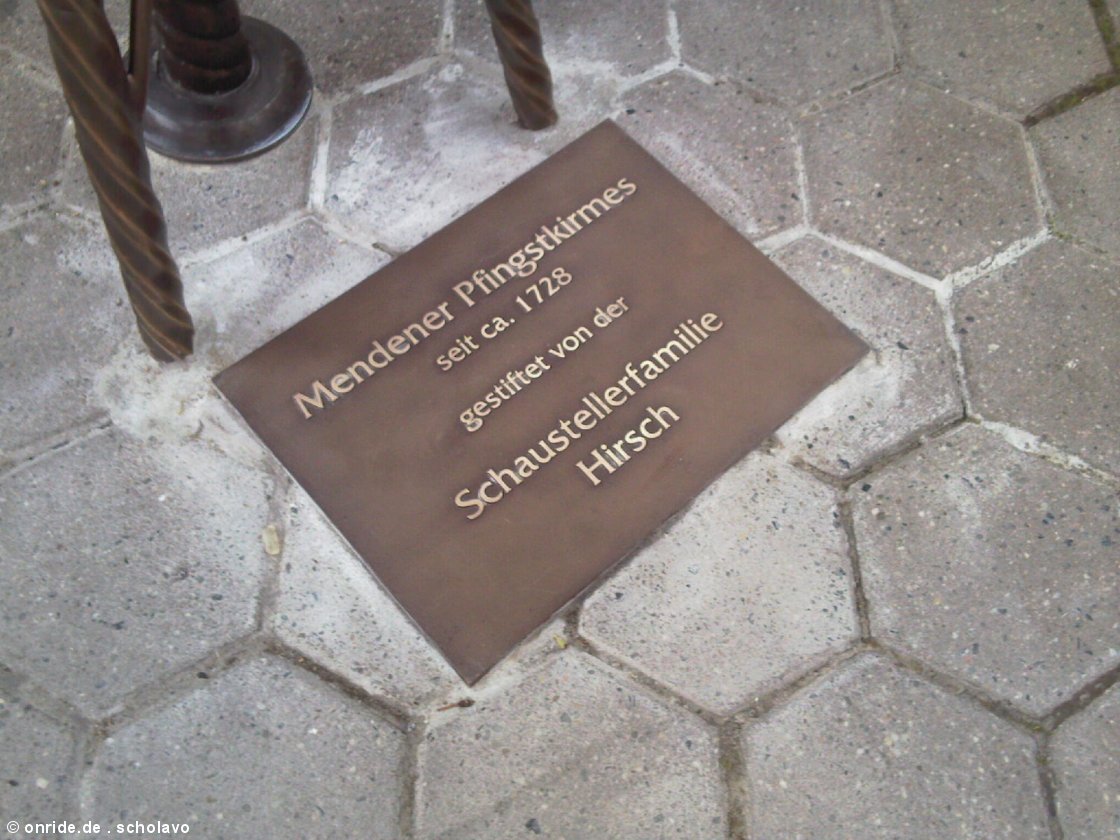 Mendener Pfingstkirmes
seit ca. 1728
gestiftet von der
Schaustellerfamilie
Hirsch
© onride.de . scholavo